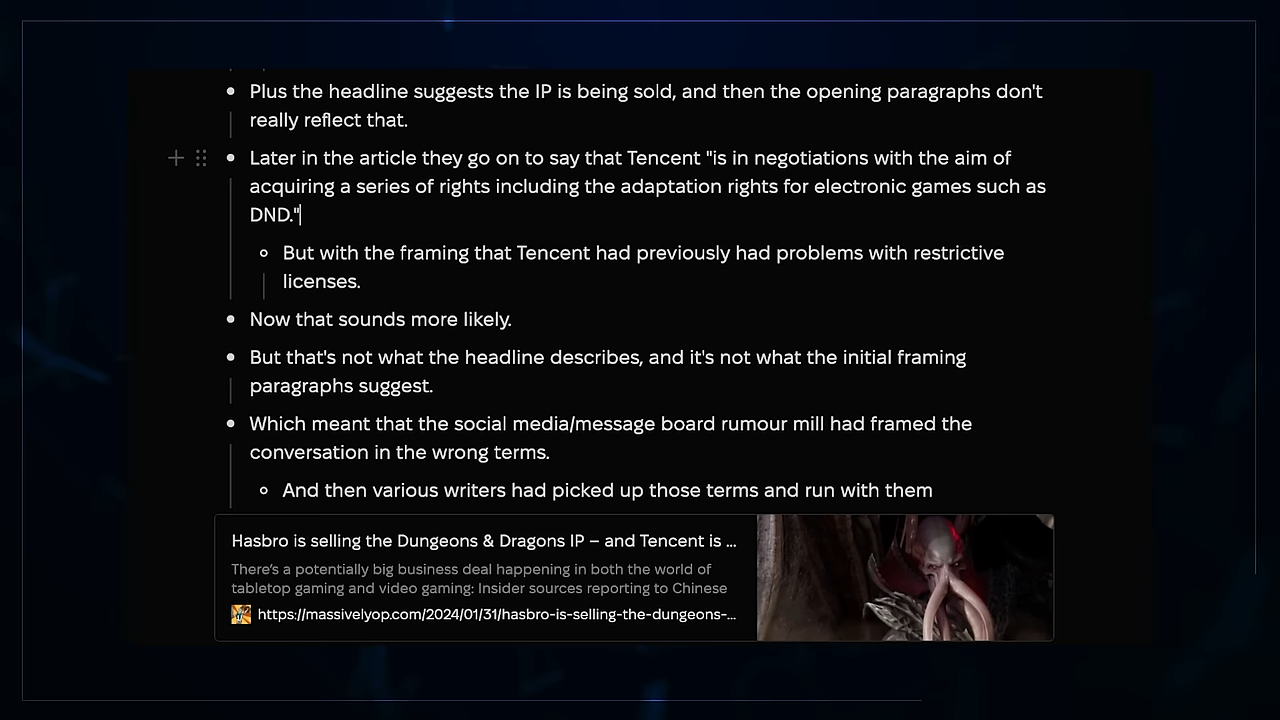 Plus the headline suggests the IP is being sold, and then the opening paragraphs don't
really reflect that.
Later in the article they go on to say that Tencent "is in negotiations with the aim of
acquiring a series of rights including the adaptation rights for electronic games such as
DND."
But with the framing that Tencent had previously had problems with restrictive
licenses.
Now that sounds more likely.
But that's not what the headline describes, and it's not what the initial framing
paragraphs suggest.
Which meant that the social media/message board rumour mill had framed the
conversation in the wrong terms.
And then various writers had picked up those terms and run with them
Hasbro is selling the Dungeons & Dragons IP – and Tencent is ...
There's a potentially big business deal happening in both the world of
tabletop gaming and video gaming: Insider sources reporting to Chinese
https://massivelyop.com/2024/01/31/hasbro-is-selling-the-dungeons-...